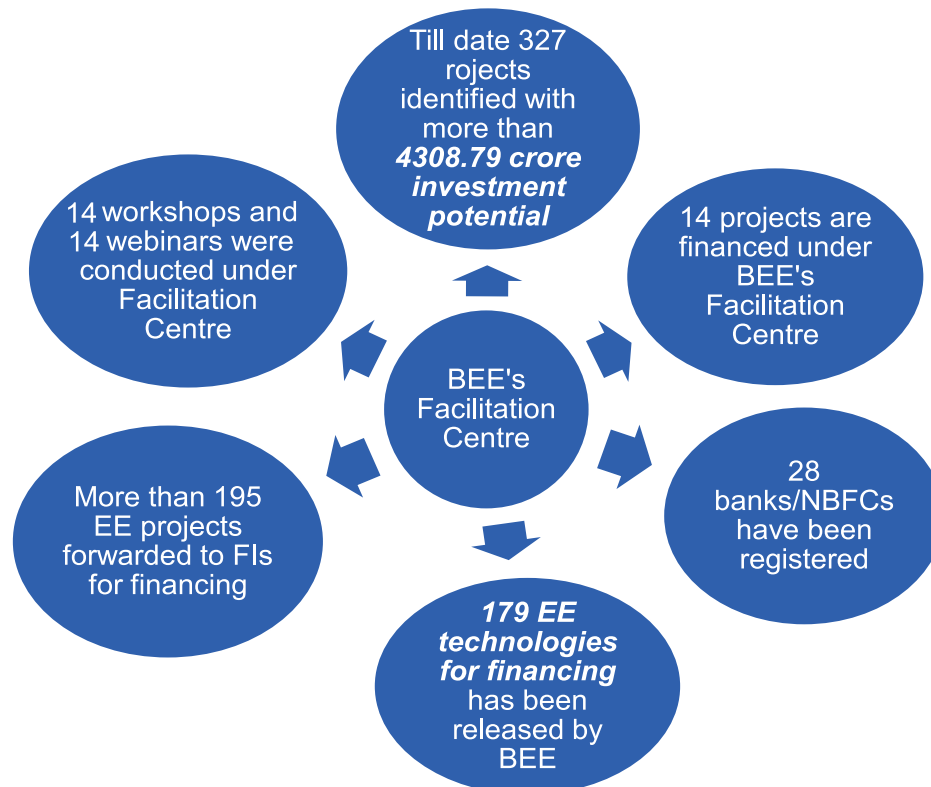 Till date 327
rojects
identified with
more than
4308.79 crore
investment
potential
14 workshops and
14 webinars were
conducted under
Facilitation
Centre
14 projects are
financed under
BEE's
Facilitation
Centre
BEE's
Facilitation
Centre
More than 195
EE projects
forwarded to FIs
for financing
28
banks/NBFCs
have been
registered
179 EE
technologies
for financing
has been
released by
BEE